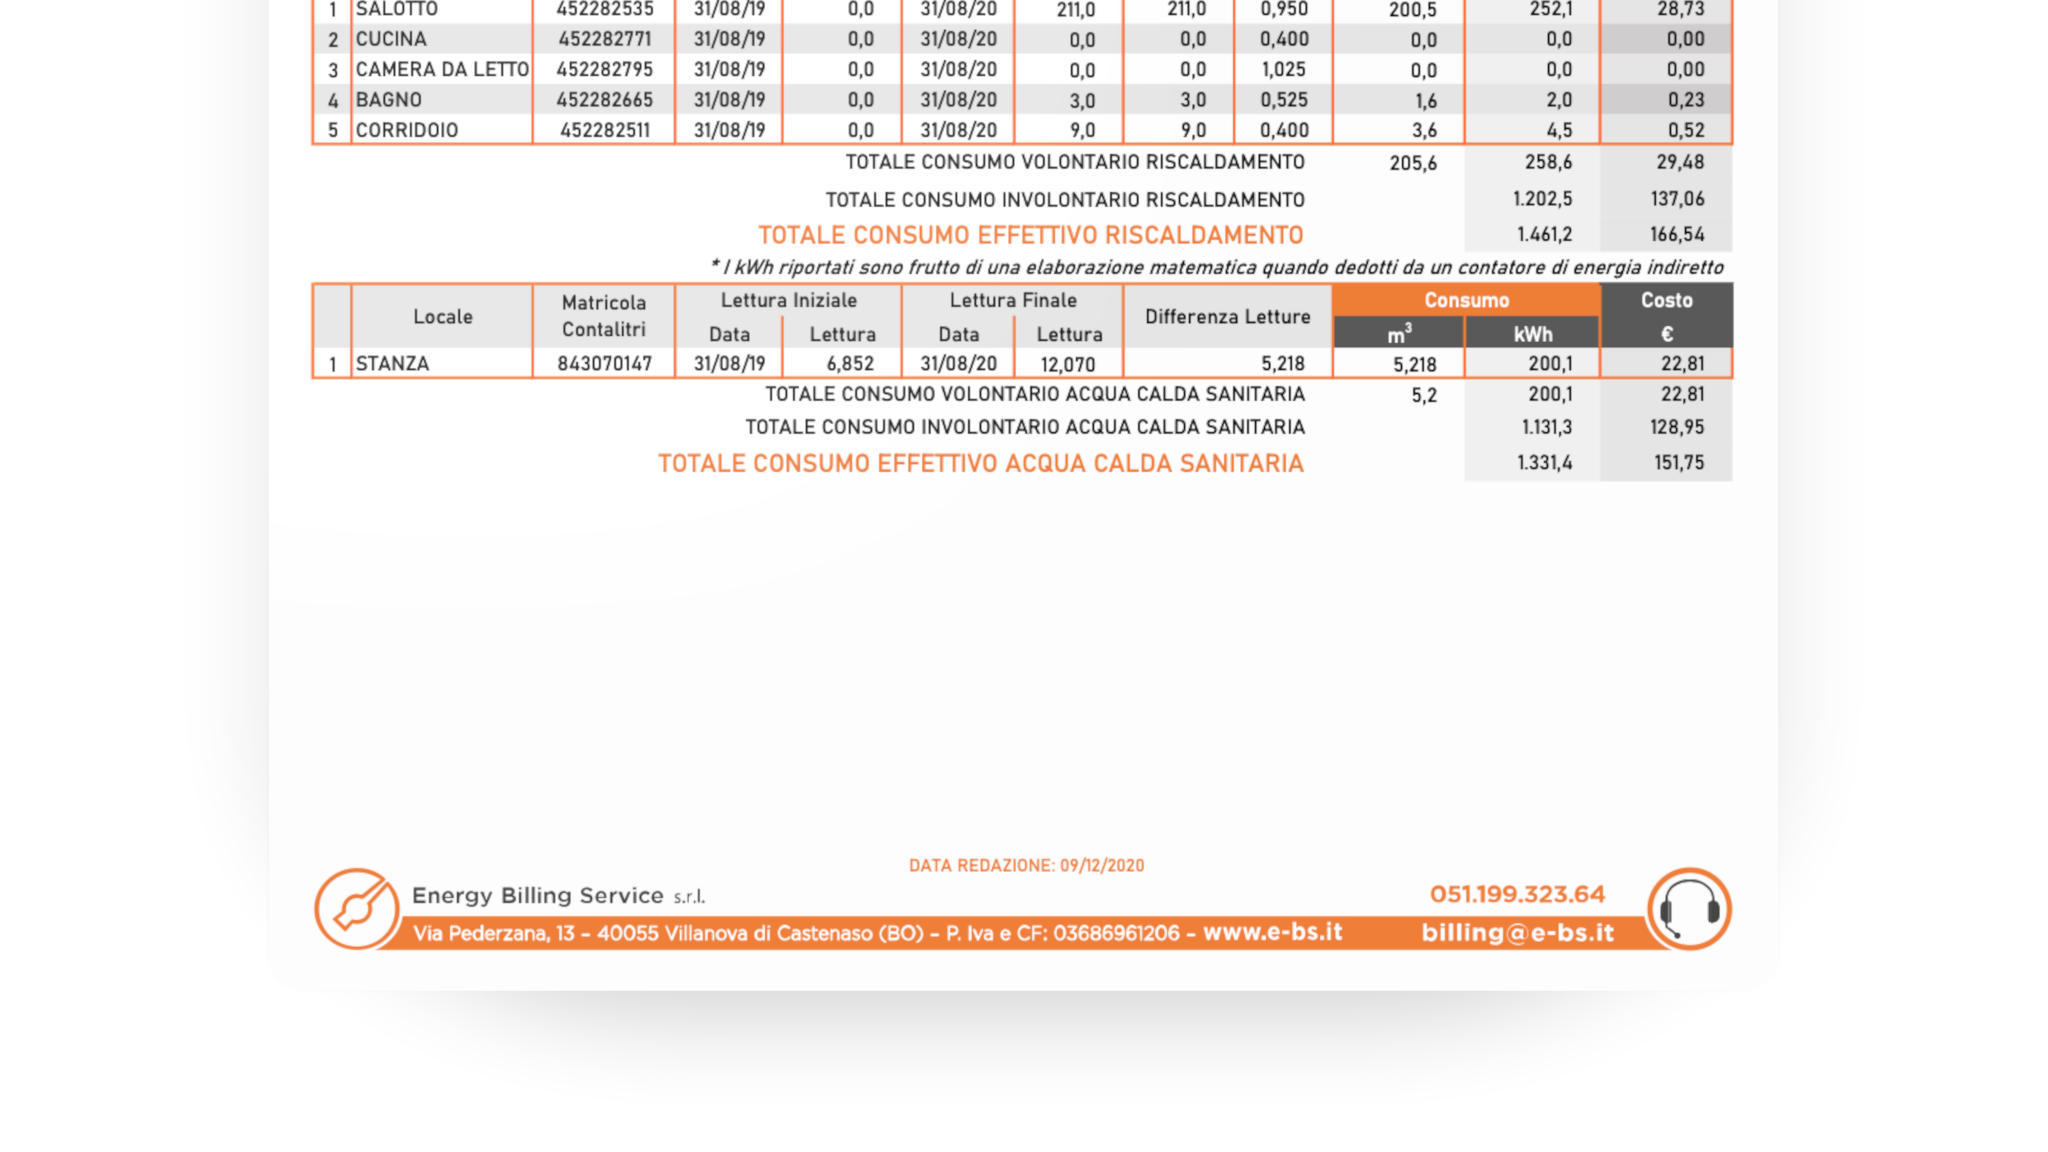 1 SALOTTO 452282535 31/08/19 0,0 31/08/20 211,0 211,0 0,950 200,5 252,1 28,73
2 CUCINA 452282771 31/08/19 0,0 31/08/20 0,0 0,0 0,400 0,0 0,0 0,00
3 CAMERA DA LETTO 452282795 31/08/19 0,0 31/08/20 0,0 0,0 1,025 0,0 0,0 0,00
4 BAGNO 452282665 31/08/19 0,0 31/08/20 3,0 3,0 0,525 1,6 2,0 0,23
5 CORRIDOIO 452282511 31/08/19 0,0 31/08/20 9,0 9,0 0,400 3,6 4,5 0,52
TOTALE CONSUMO VOLONTARIO RISCALDAMENTO 205,6 258,6 29,48
TOTALE CONSUMO INVOLONTARIO RISCALDAMENTO 1.202,5 137,06
TOTALE CONSUMO EFFETTIVO RISCALDAMENTO 1.461,2 166,54
* I kWh riportati sono frutto di una elaborazione matematica quando dedotti da un contatore di energia indiretto
Locale Matricola Contalitri Lettura Iniziale Lettura Finale Differenza Letture Consumo Costo
Data Lettura Data Lettura m³ kWh €
1 STANZA 843070147 31/08/19 6,852 31/08/20 12,070 5,218 5,218 200,1 22,81
TOTALE CONSUMO VOLONTARIO ACQUA CALDA SANITARIA 5,2 200,1 22,81
TOTALE CONSUMO INVOLONTARIO ACQUA CALDA SANITARIA 1.131,3 128,95
TOTALE CONSUMO EFFETTIVO ACQUA CALDA SANITARIA 1.331,4 151,75
DATA REDAZIONE: 09/12/2020
Energy Billing Service s.r.l. 051.199.323.64
Via Pederzana, 13 – 40055 Villanova di Castenaso (BO) – P. Iva e CF: 03686961206 – www.e-bs.it billing@e-bs.it